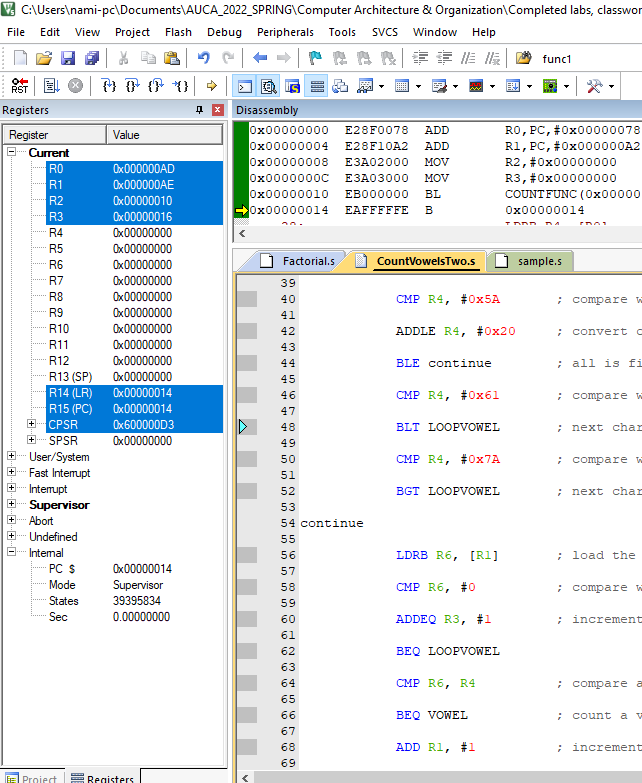 C:\Users\nami-pc\Documents\AUCA_2022_SPRING\Computer Architecture & Organization\Completed labs, classwor
File Edit View Project Flash Debug Peripherals Tools SVCS Window Help
func1
RST
Registers
Register Value
Current
R0 0x000000AD
R1 0x000000AE
R2 0x00000010
R3 0x00000016
R4 0x00000000
R5 0x00000000
R6 0x00000000
R7 0x00000000
R8 0x00000000
R9 0x00000000
R10 0x00000000
R11 0x00000000
R12 0x00000000
R13 (SP) 0x00000000
R14 (LR) 0x00000014
R15 (PC) 0x00000014
CPSR 0x600000D3
SPSR 0x00000000
User/System
Fast Interrupt
Interrupt
Supervisor
Abort
Undefined
Internal
PC $ 0x00000014
Mode Supervisor
States 39395834
Sec 0.00000000
Project Registers
Disassembly
0x00000000 E28F0078 ADD R0,PC,#0x00000078
0x00000004 E28F10A2 ADD R1,PC,#0x000000A2
0x00000008 E3A02000 MOV R2,#0x00000000
0x0000000C E3A03000 MOV R3,#0x00000000
0x00000010 EB000000 BL COUNTFUNC(0x00000
0x00000014 EAFFFFFE B 0x00000014
Factorial.s CountVowelsTwo.s sample.s
39
40 CMP R4, #0x5A ; compare w
41
42 ADDLE R4, #0x20 ; convert c
43
44 BLE continue ; all is fi
45
46 CMP R4, #0x61 ; compare w
47
48 BLT LOOPVOWEL ; next char
49
50 CMP R4, #0x7A ; compare w
51
52 BGT LOOPVOWEL ; next char
53
54 continue
55
56 LDRB R6, [R1] ; load the
57
58 CMP R6, #0 ; compare w
59
60 ADDEQ R3, #1 ; increment
61
62 BEQ LOOPVOWEL
63
64 CMP R6, R4 ; compare a
65
66 BEQ VOWEL ; count a v
67
68 ADD R1, #1 ; increment
69